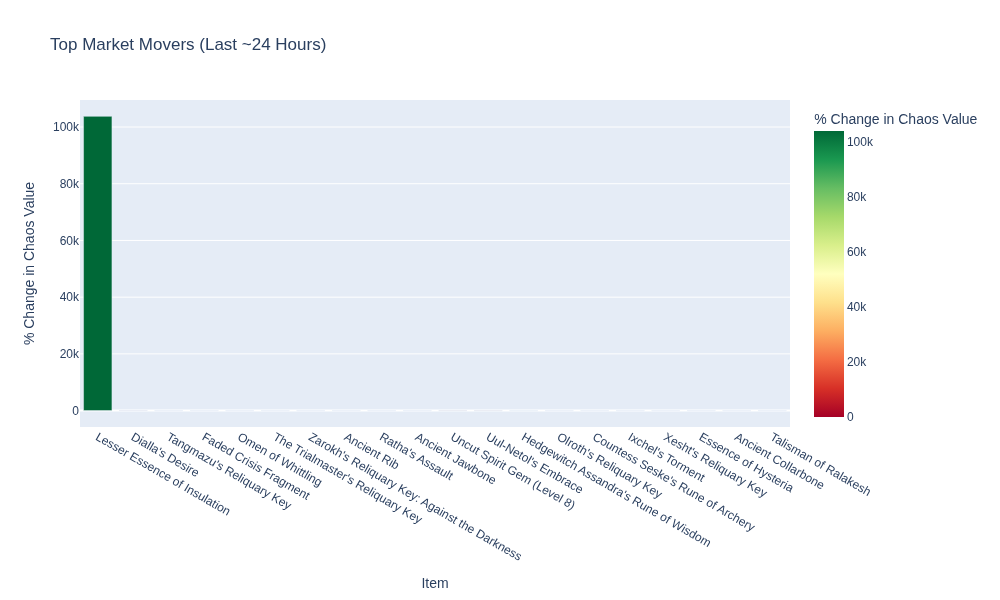 Top Market Movers (Last ~24 Hours)
% Change in Chaos Value
100k
80k
60k
40k
20k
0
% Change in Chaos Value
100k
80k
60k
40k
20k
0
Lesser Essence of Insulation
Dialla's Desire
Tangmazu's Reliquary Key
Faded Crisis Fragment
Omen of Whittling
The Trialmaster's Reliquary Key
Zarokh's Reliquary Key: Against the Darkness
Ancient Rib
Ratha's Assault
Ancient Jawbone
Uncut Spirit Gem (Level 8)
Uul-Netol's Embrace
Hedgewitch Assandra's Rune of Wisdom
Olroth's Reliquary Key
Countess Seske's Rune of Archery
Ixchel's Torment
Xesht's Reliquary Key
Essence of Hysteria
Ancient Collarbone
Talisman of Ralakesh
Item